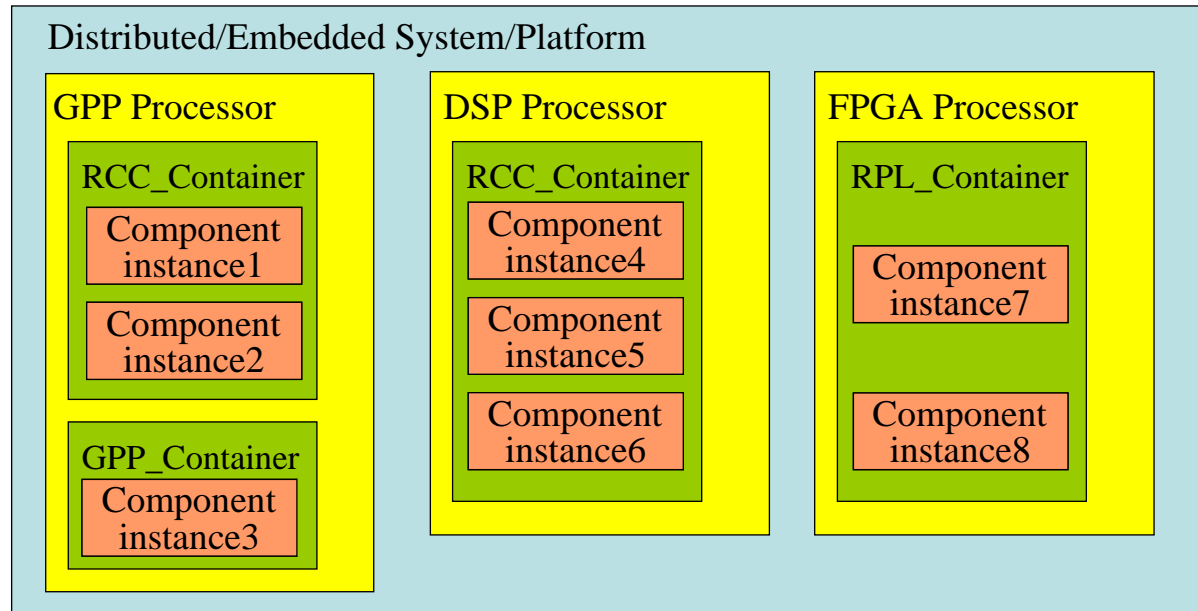 Distributed/Embedded System/Platform
GPP Processor
RCC_Container
Component
instance1
Component
instance2
GPP_Container
Component
instance3
DSP Processor
RCC_Container
Component
instance4
Component
instance5
Component
instance6
FPGA Processor
RPL_Container
Component
instance7
Component
instance8